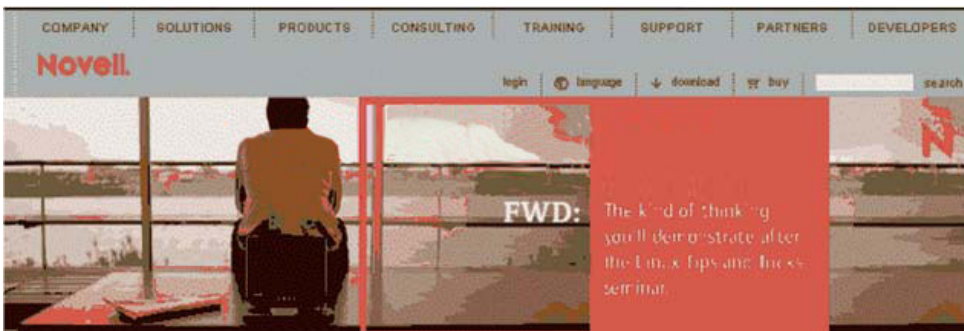 COMPANY SOLUTIONS PRODUCTS CONSULTING TRAINING SUPPORT PARTNERS DEVELOPERS
Novell.
login language download buy search
N
FWD: The kind of thinking
you'll demonstrate after
the Linux Tips and Tricks
seminar.